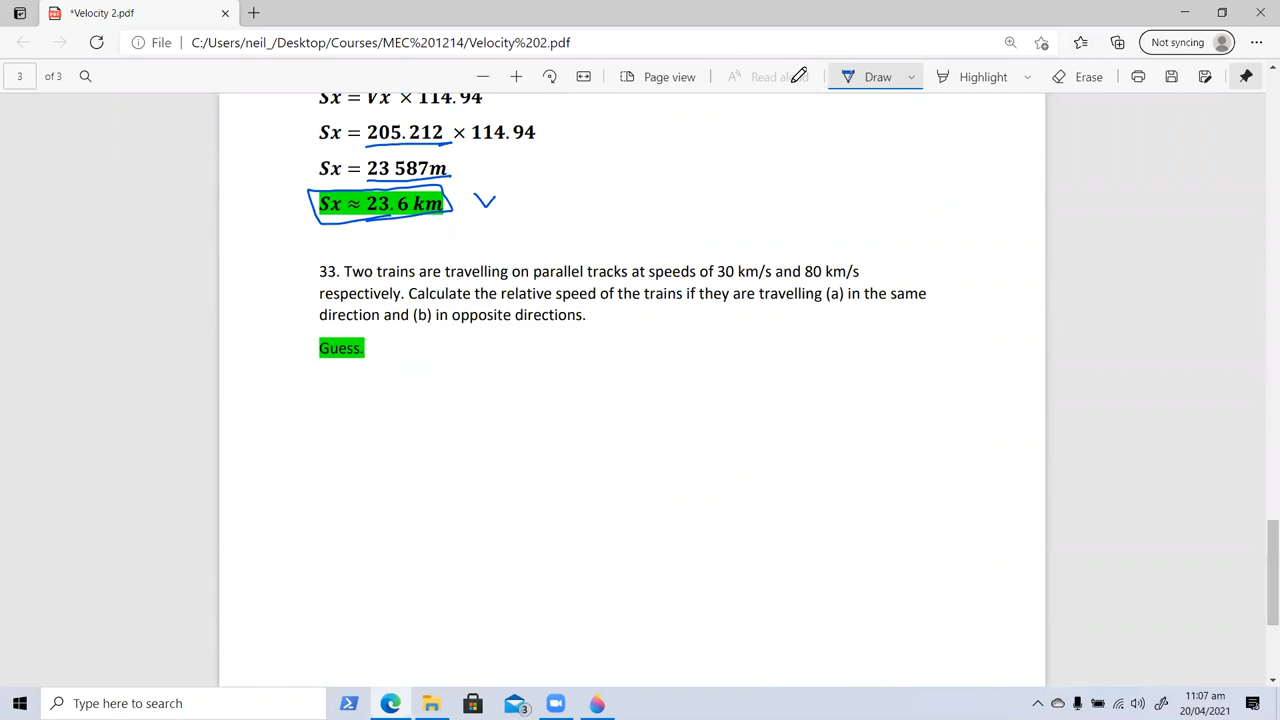 *Velocity 2.pdf
File
C:/Users/neil_/Desktop/Courses/MEC%201214/Velocity%202.pdf
Not syncing
3 of 3
Page view
Draw
Highlight
Erase
Sx = Vx × 114.94
Sx = 205.212 × 114.94
Sx = 23 587m
Sx ≈ 23.6 km
33. Two trains are travelling on parallel tracks at speeds of 30 km/s and 80 km/s
respectively. Calculate the relative speed of the trains if they are travelling (a) in the same
direction and (b) in opposite directions.
Guess.
Type here to search
3
11:07 am
20/04/2021